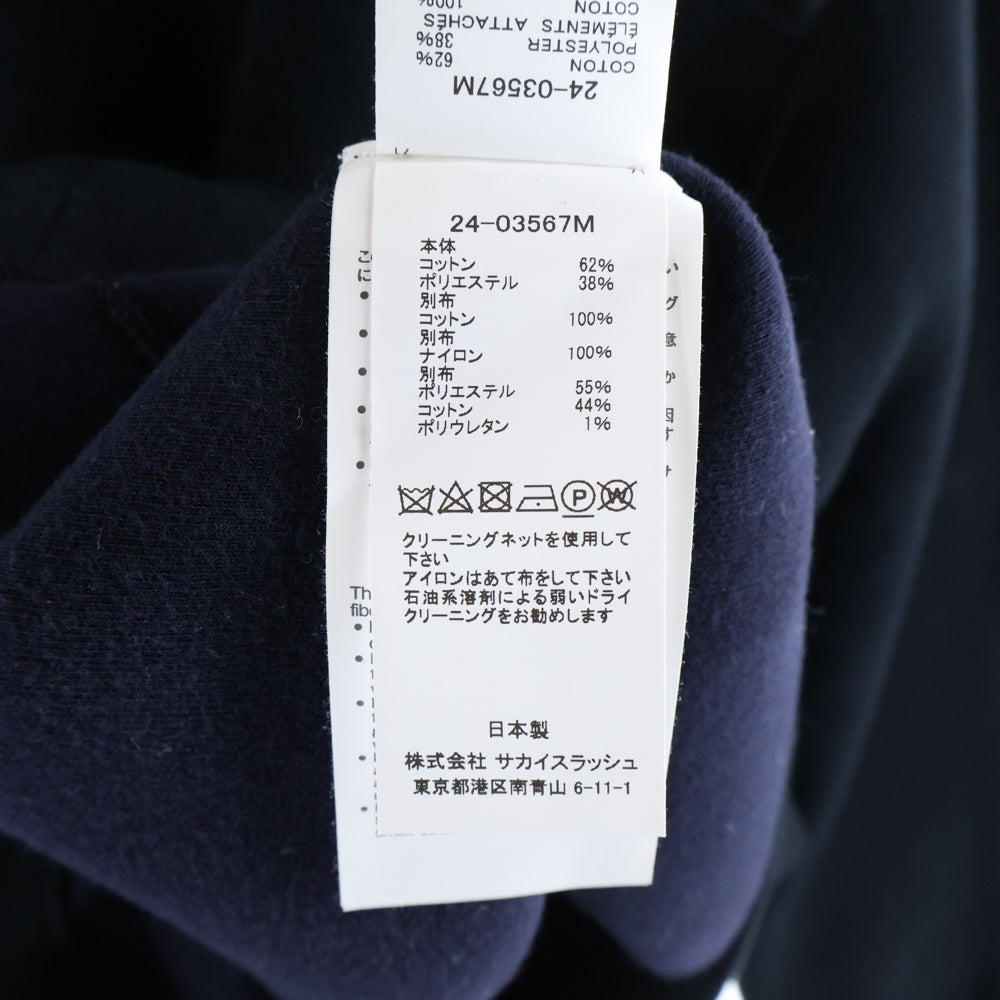 COTON 100%
ÉLÉMENTS ATTACHÉS
POLYESTER 38%
COTON 62%
24-03567M
24-03567M
本体
コットン 62%
ポリエステル 38%
別布
コットン 100%
別布
ナイロン 100%
別布
ポリエステル 55%
コットン 44%
ポリウレタン 1%
P
W
クリーニングネットを使用して
下さい
アイロンはあて布をして下さい
石油系溶剤による弱いドライ
クリーニングをお勧めします
日本製
株式会社 サカイスラッシュ
東京都港区南青山 6-11-1